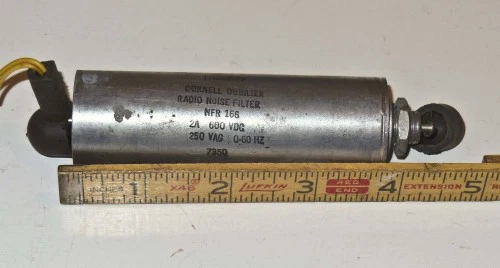 CORNELL DUBILIER
RADIO NOISE FILTER
NFR 166
2A 600 VDC
250 VAC 0-60 HZ
7350
INCHES 1 X46 LUFKIN 2 3 RED END 4 EXTENSION 5